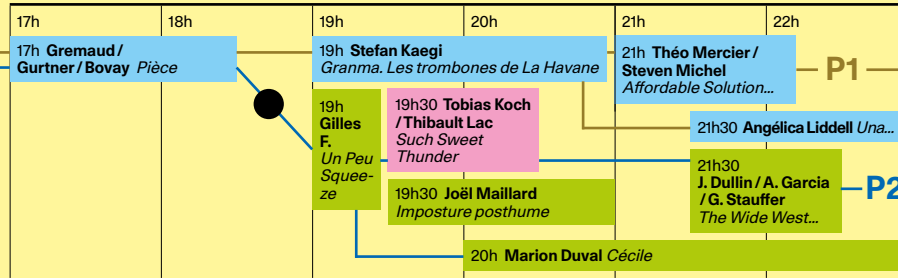 17h 18h 19h 20h 21h 22h
17h Gremaud /
Gurtner / Bovay Pièce
19h Stefan Kaegi
Granma. Les trombones de La Havane
21h Théo Mercier /
Steven Michel
Affordable Solution...
P1
19h
Gilles
F.
Un Peu
Squee-
ze
19h30 Tobias Koch
/ Thibault Lac
Such Sweet
Thunder
21h30 Angélica Liddell Una...
19h30 Joël Maillard
Imposture posthume
21h30
J. Dullin / A. Garcia
/ G. Stauffer
The Wide West...
P2
20h Marion Duval Cécile